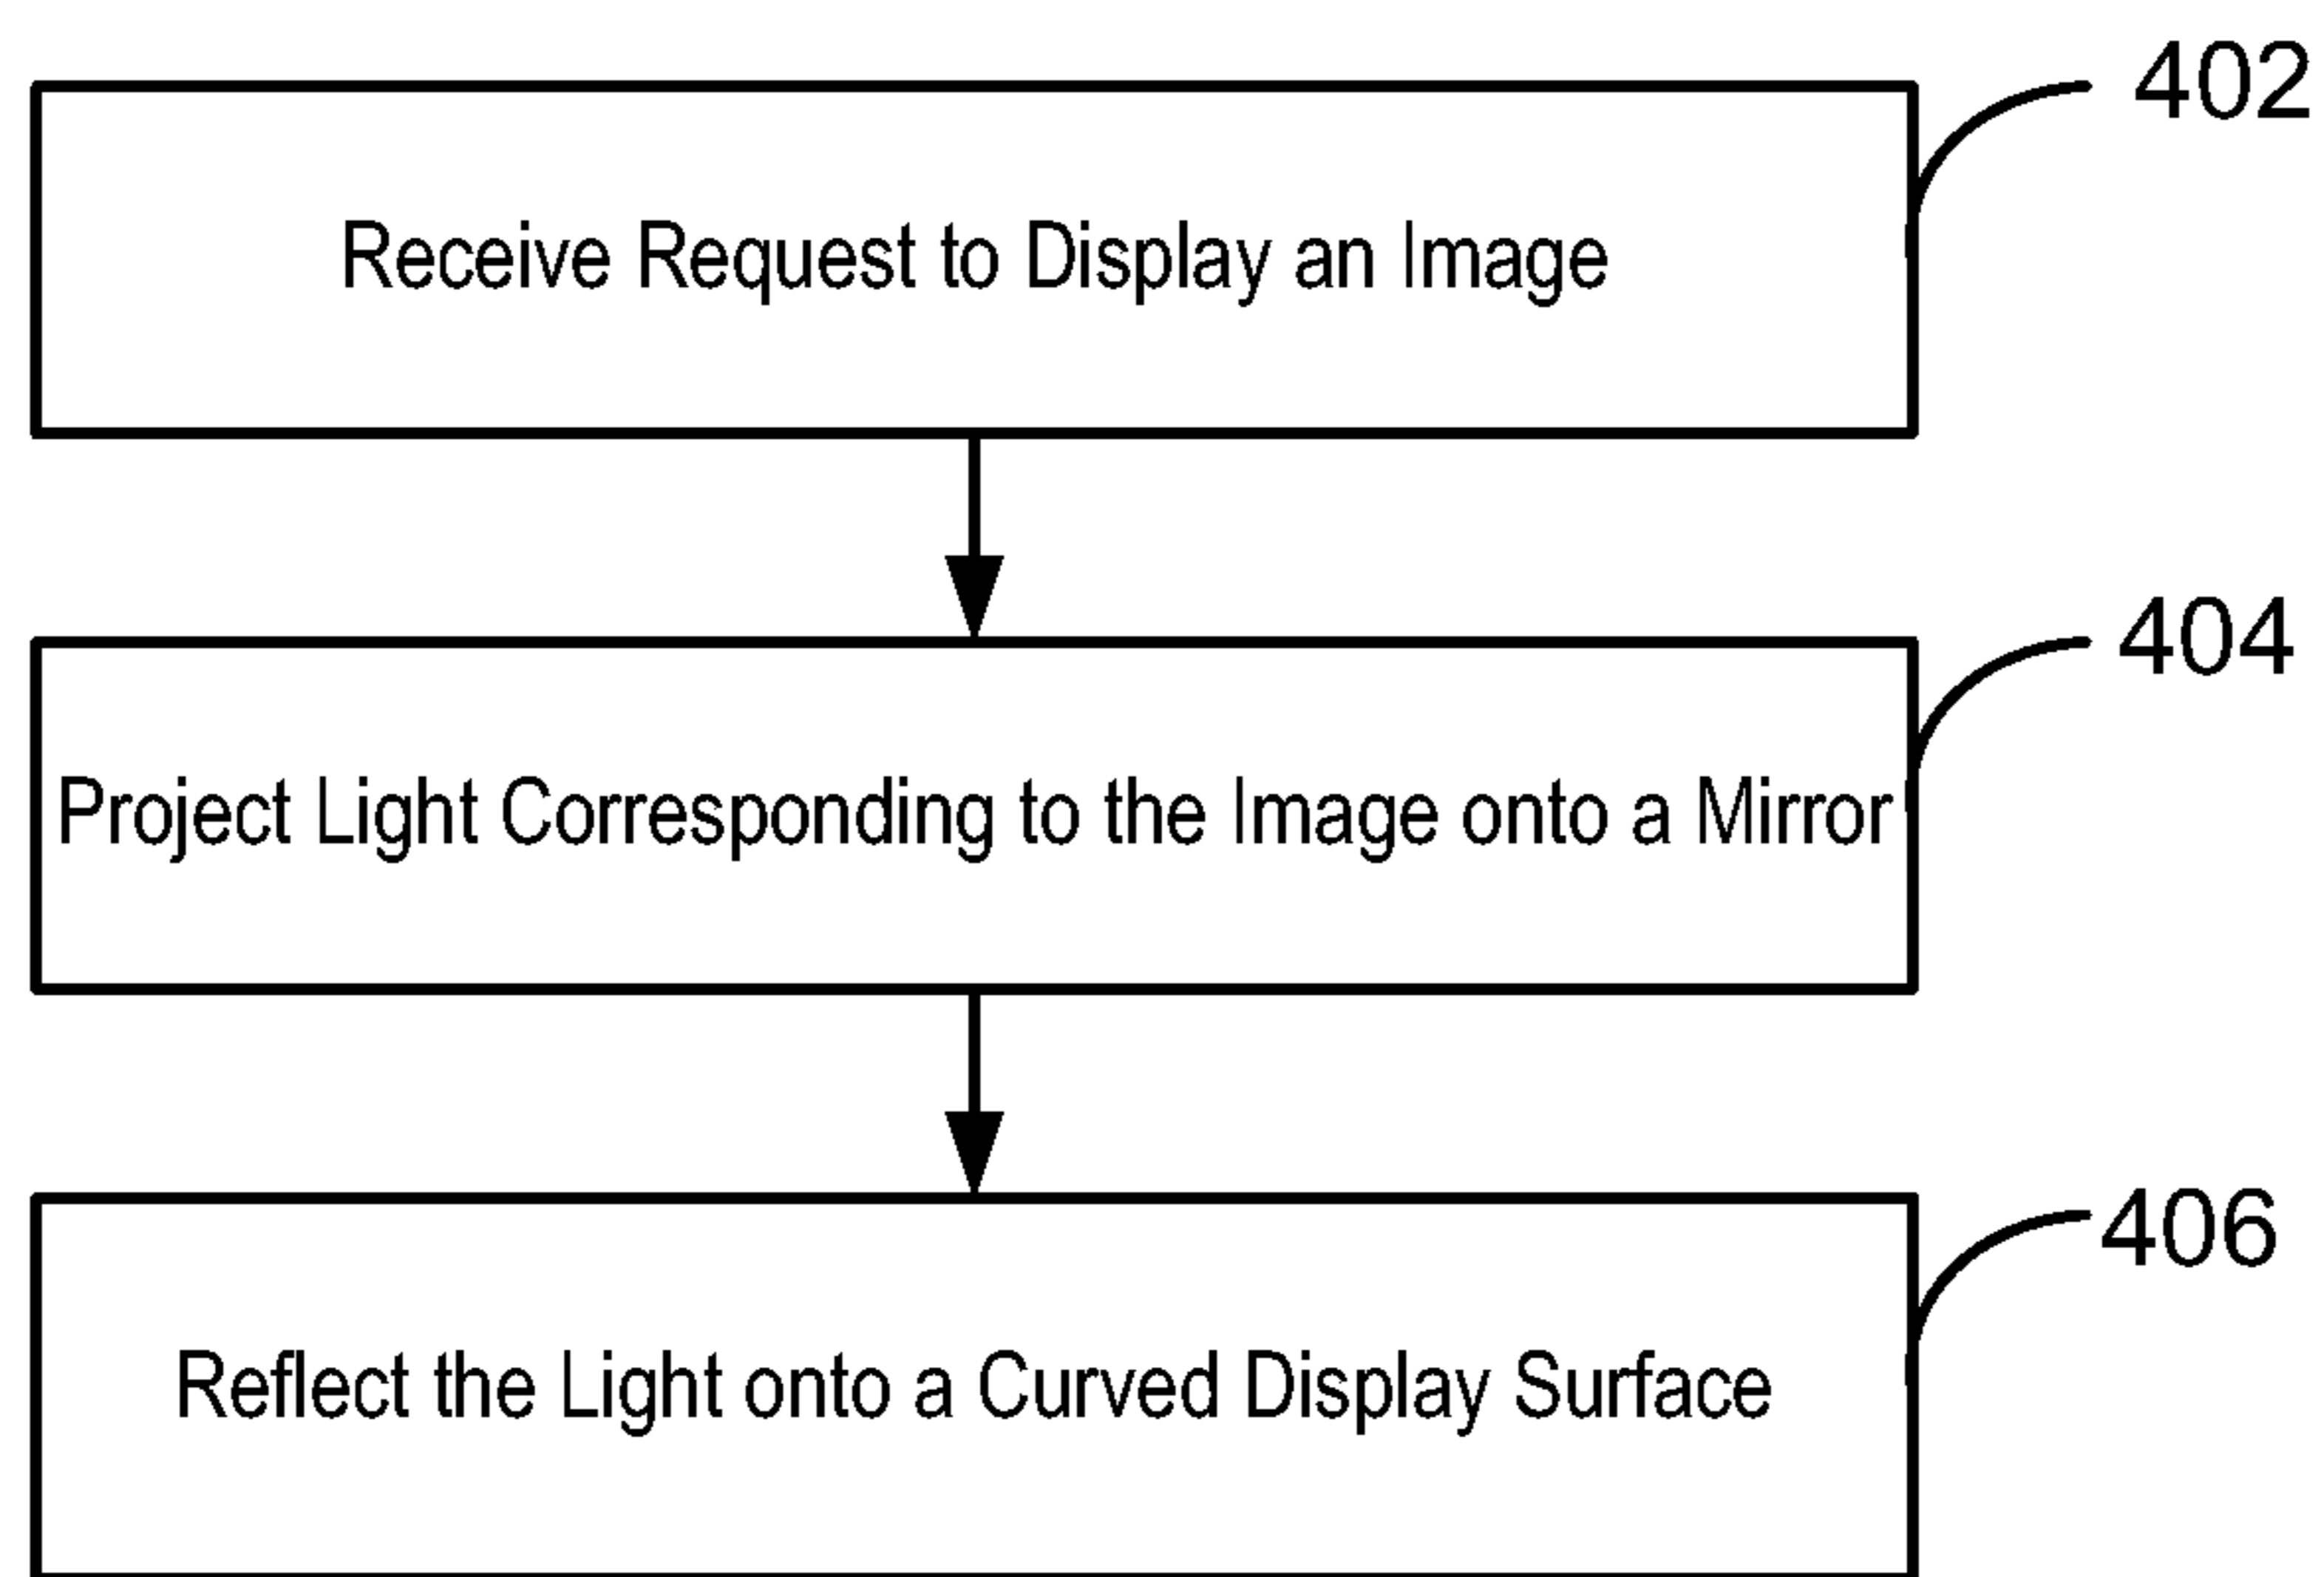 402
Receive Request to Display an Image
404
Project Light Corresponding to the Image onto a Mirror
406
Reflect the Light onto a Curved Display Surface